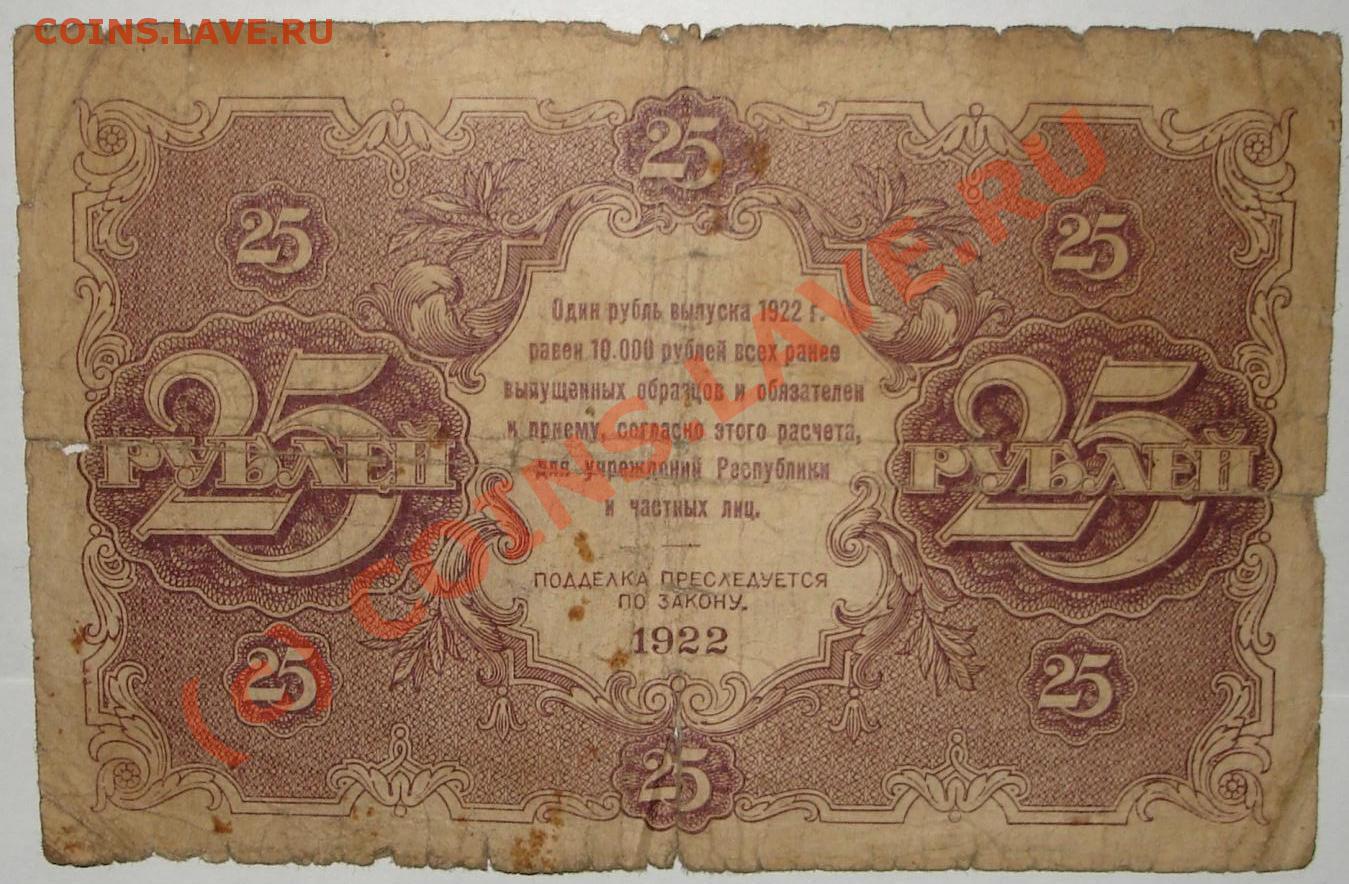 COINS.LAVE.RU
25
25
25
Один рубль выпуска 1922 г.
равен 10.000 рублей всех ранее
выпущенных образцов и обязателен
к приему, согласно этого расчета,
для учреждений Республики
и частных лиц.
25 РУБЛЕЙ
25 РУБЛЕЙ
ПОДДЕЛКА ПРЕСЛЕДУЕТСЯ
ПО ЗАКОНУ.
1922
25
25
25
(c) COINS.LAVE.RU